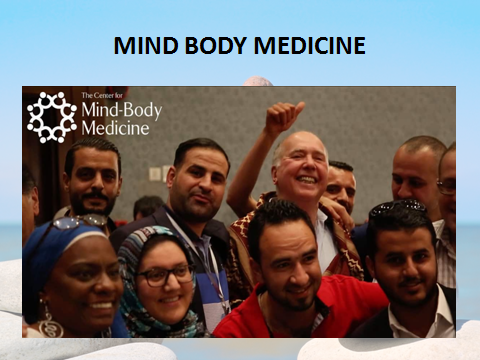 MIND BODY MEDICINE
The Center for
Mind-Body
Medicine